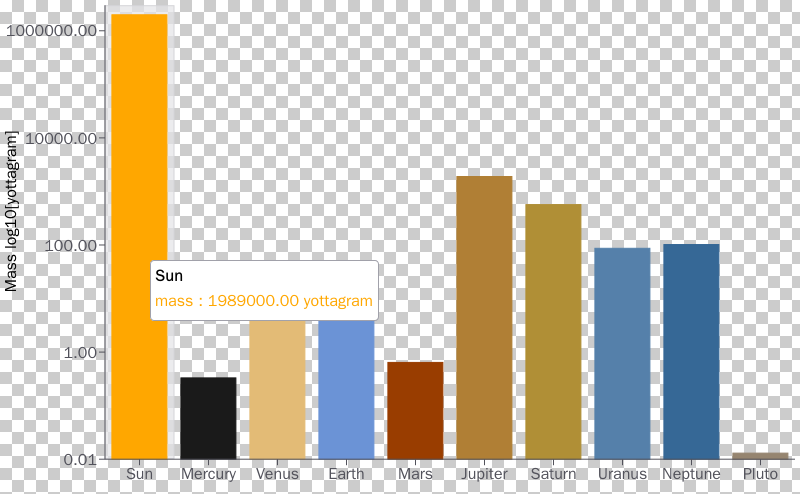 Mass log10[yottagram]
1000000.00
10000.00
100.00
1.00
0.01
Sun
mass : 1989000.00 yottagram
Sun Mercury Venus Earth Mars Jupiter Saturn Uranus Neptune Pluto